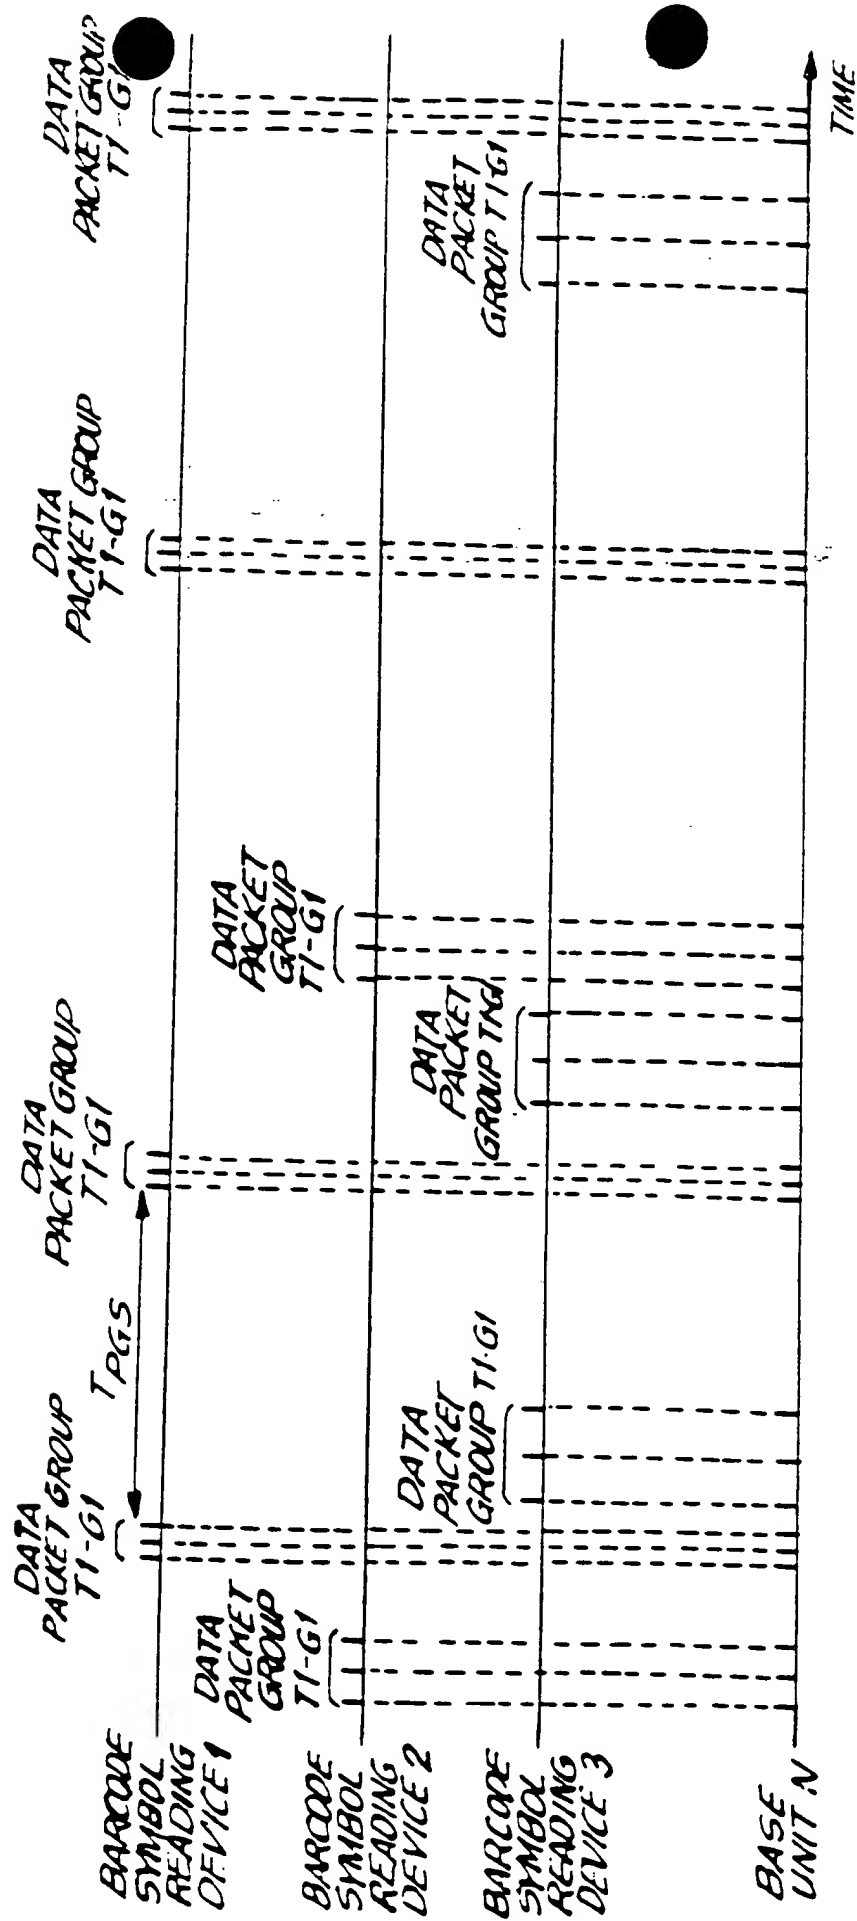 DATA
PACKET GROUP
T1-G1
DATA
PACKET GROUP
T1-G1
DATA
PACKET GROUP
T1-G1
DATA
PACKET GROUP
T1-G1
TPGS
BARCODE
SYMBOL
READING
DEVICE 1
DATA
PACKET
GROUP
T1-G1
DATA
PACKET
GROUP
T1-G1
BARCODE
SYMBOL
READING
DEVICE 2
DATA
PACKET
GROUP T1-G1
DATA
PACKET
GROUP
DATA
PACKET
GROUP T1-G1
BARCODE
SYMBOL
READING
DEVICE 3
BASE
UNIT N
TIME